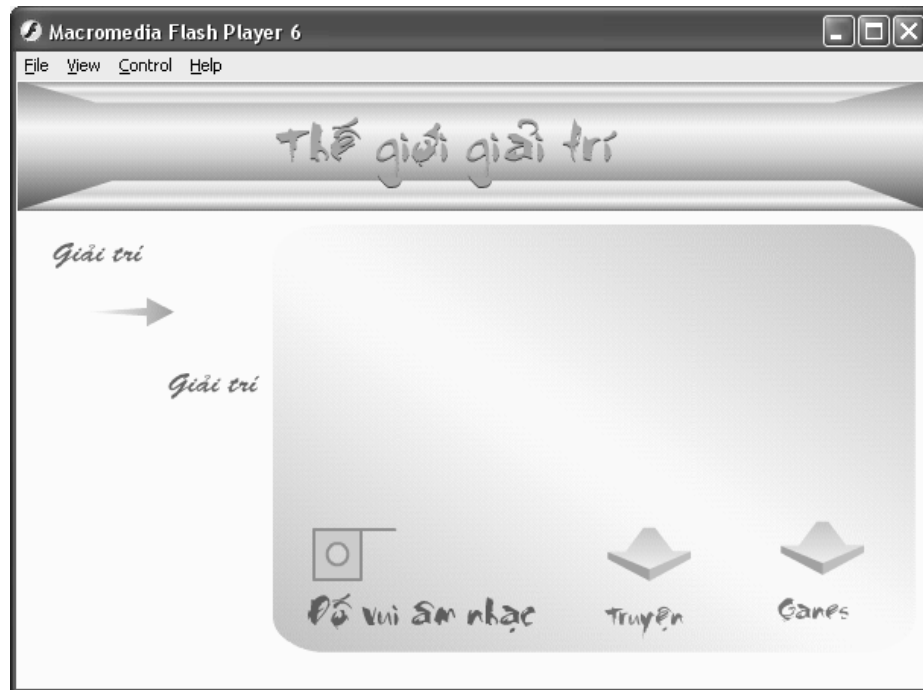 Macromedia Flash Player 6
File View Control Help
Thế giới giải trí
Giải trí
Giải trí
Đố vui âm nhạc
Truyện
Ganes